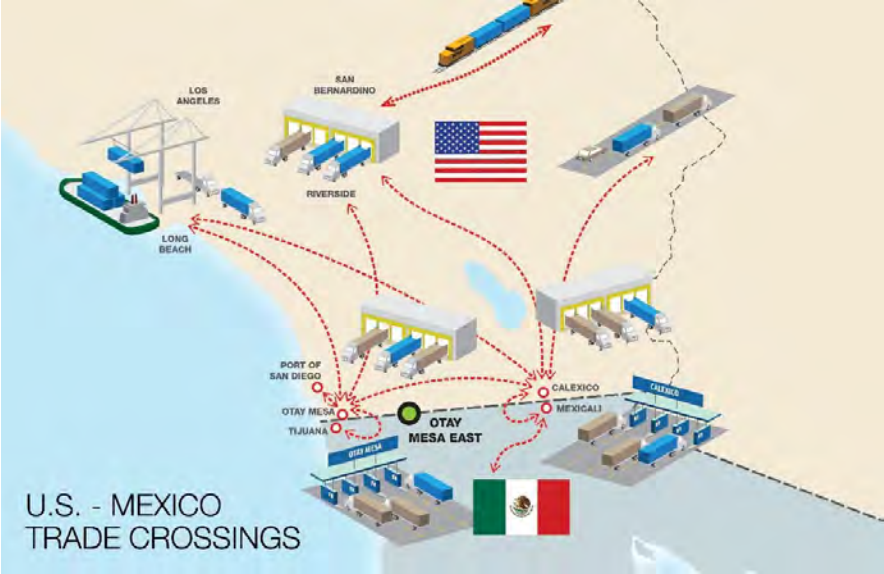 LOS
ANGELES
SAN
BERNARDINO
RIVERSIDE
LONG
BEACH
PORT OF
SAN DIEGO
OTAY MESA
TIJUANA
OTAY
MESA EAST
CALEXICO
MEXICALI
CALEXICO
OTAY MESA
U.S. - MEXICO
TRADE CROSSINGS